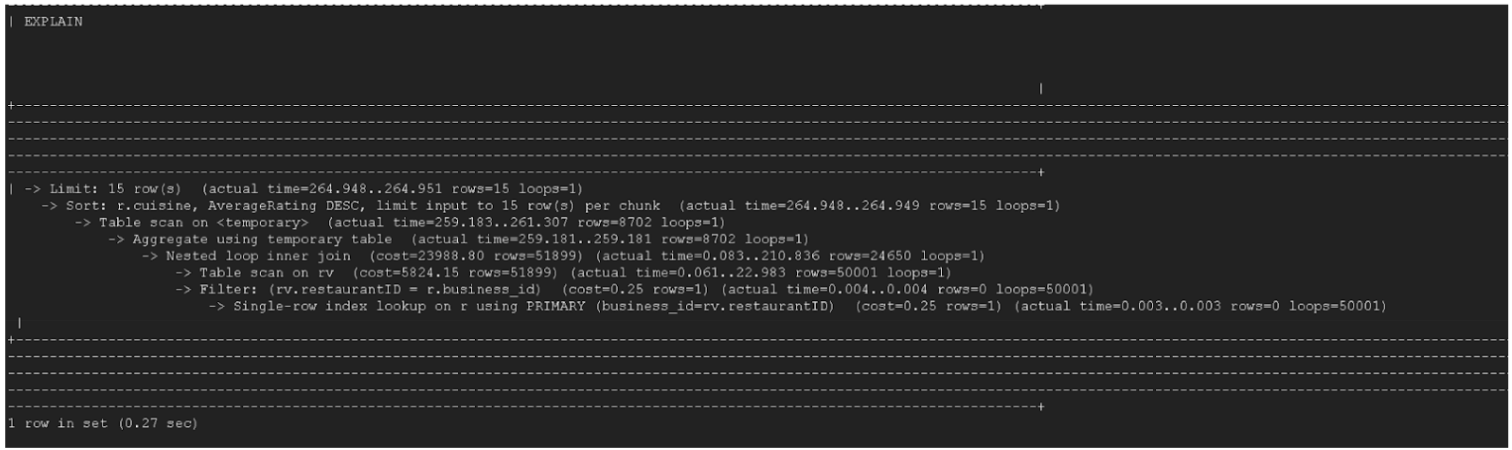 | EXPLAIN
|
| -> Limit: 15 row(s)  (actual time=264.948..264.951 rows=15 loops=1)
    -> Sort: r.cuisine, AverageRating DESC, limit input to 15 row(s) per chunk  (actual time=264.948..264.949 rows=15 loops=1)
        -> Table scan on <temporary>  (actual time=259.183..261.307 rows=8702 loops=1)
            -> Aggregate using temporary table  (actual time=259.181..259.181 rows=8702 loops=1)
                -> Nested loop inner join  (cost=23988.80 rows=51899) (actual time=0.083..210.836 rows=24650 loops=1)
                    -> Table scan on rv  (cost=5824.15 rows=51899) (actual time=0.061..22.983 rows=50001 loops=1)
                    -> Filter: (rv.restaurantID = r.business_id)  (cost=0.25 rows=1) (actual time=0.004..0.004 rows=0 loops=50001)
                        -> Single-row index lookup on r using PRIMARY (business_id=rv.restaurantID)  (cost=0.25 rows=1) (actual time=0.003..0.003 rows=0 loops=50001)
|
1 row in set (0.27 sec)